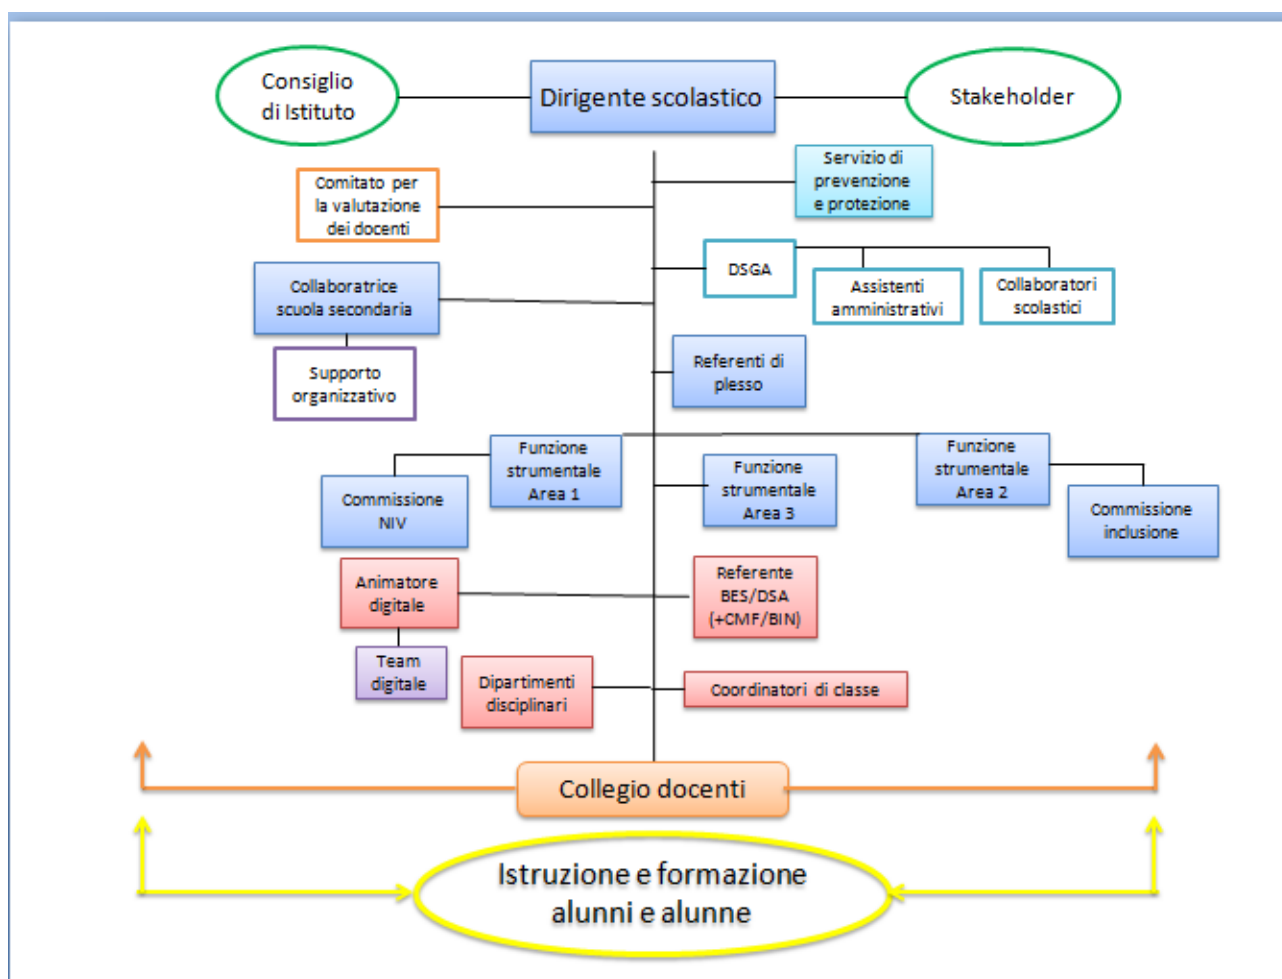 Consiglio
di Istituto
Dirigente scolastico
Stakeholder
Servizio di
prevenzione
e protezione
Comitato per
la valutazione
dei docenti
DSGA
Assistenti
amministrativi
Collaboratori
scolastici
Collaboratrice
scuola secondaria
Supporto
organizzativo
Referenti di
plesso
Funzione
strumentale
Area 1
Commissione
NIV
Funzione
strumentale
Area 3
Funzione
strumentale
Area 2
Commissione
inclusione
Animatore
digitale
Referente
BES/DSA
(+CMF/BIN)
Team
digitale
Dipartimenti
disciplinari
Coordinatori di classe
Collegio docenti
Istruzione e formazione
alunni e alunne